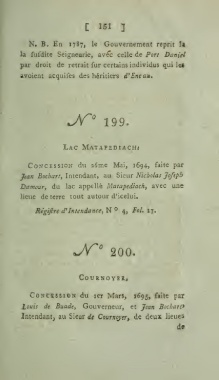 [ 151 ]
N. B. En 1787, le Gouvernement reprit la
la susdite Seigneurie, avec celle de Port Daniel
par droit de retrait sur certains individus qui les
avoient acquises des héritiers d'Enrau.
N° 199.
LAC MATAPEDIACH;
CONCESSION du 26me Mai, 1694, faite par
Jean Bochart, Intendant, au Sieur Nicholas Joseph
Damour, du lac appellé Matapediach, avec une
lieue de terre tout autour d'icelui.
Régistre d'Intendance, N° 4, Fol. 17.
N° 200.
COURNOYER,
CONCESSION du 1er Mars, 1695, faite par
Louis de Buade, Gouverneur, et Jean Bochart
Intendant, au Sieur de Cournoyer, de deux lieues
de